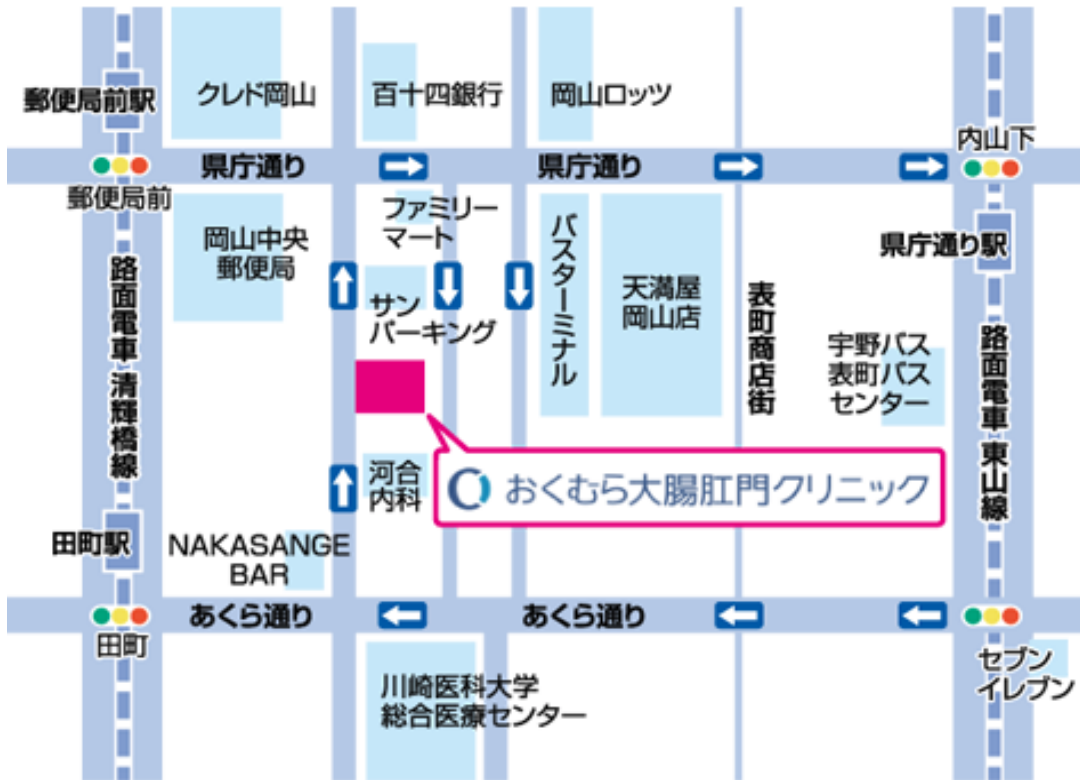 クレド岡山
百十四銀行
岡山ロッツ
郵便局前駅
内山下
県庁通り
県庁通り
郵便局前
ファミリー
マート
岡山中央
郵便局
県庁通り駅
バスターミナル
天満屋
岡山店
表町商店街
サン
パーキング
路面電車 清輝橋線
宇野バス
表町バス
センター
路面電車 東山線
河合
内科
おくむら大腸肛門クリニック
田町駅
NAKASANGE
BAR
あくら通り
あくら通り
田町
セブン
イレブン
川崎医科大学
総合医療センター